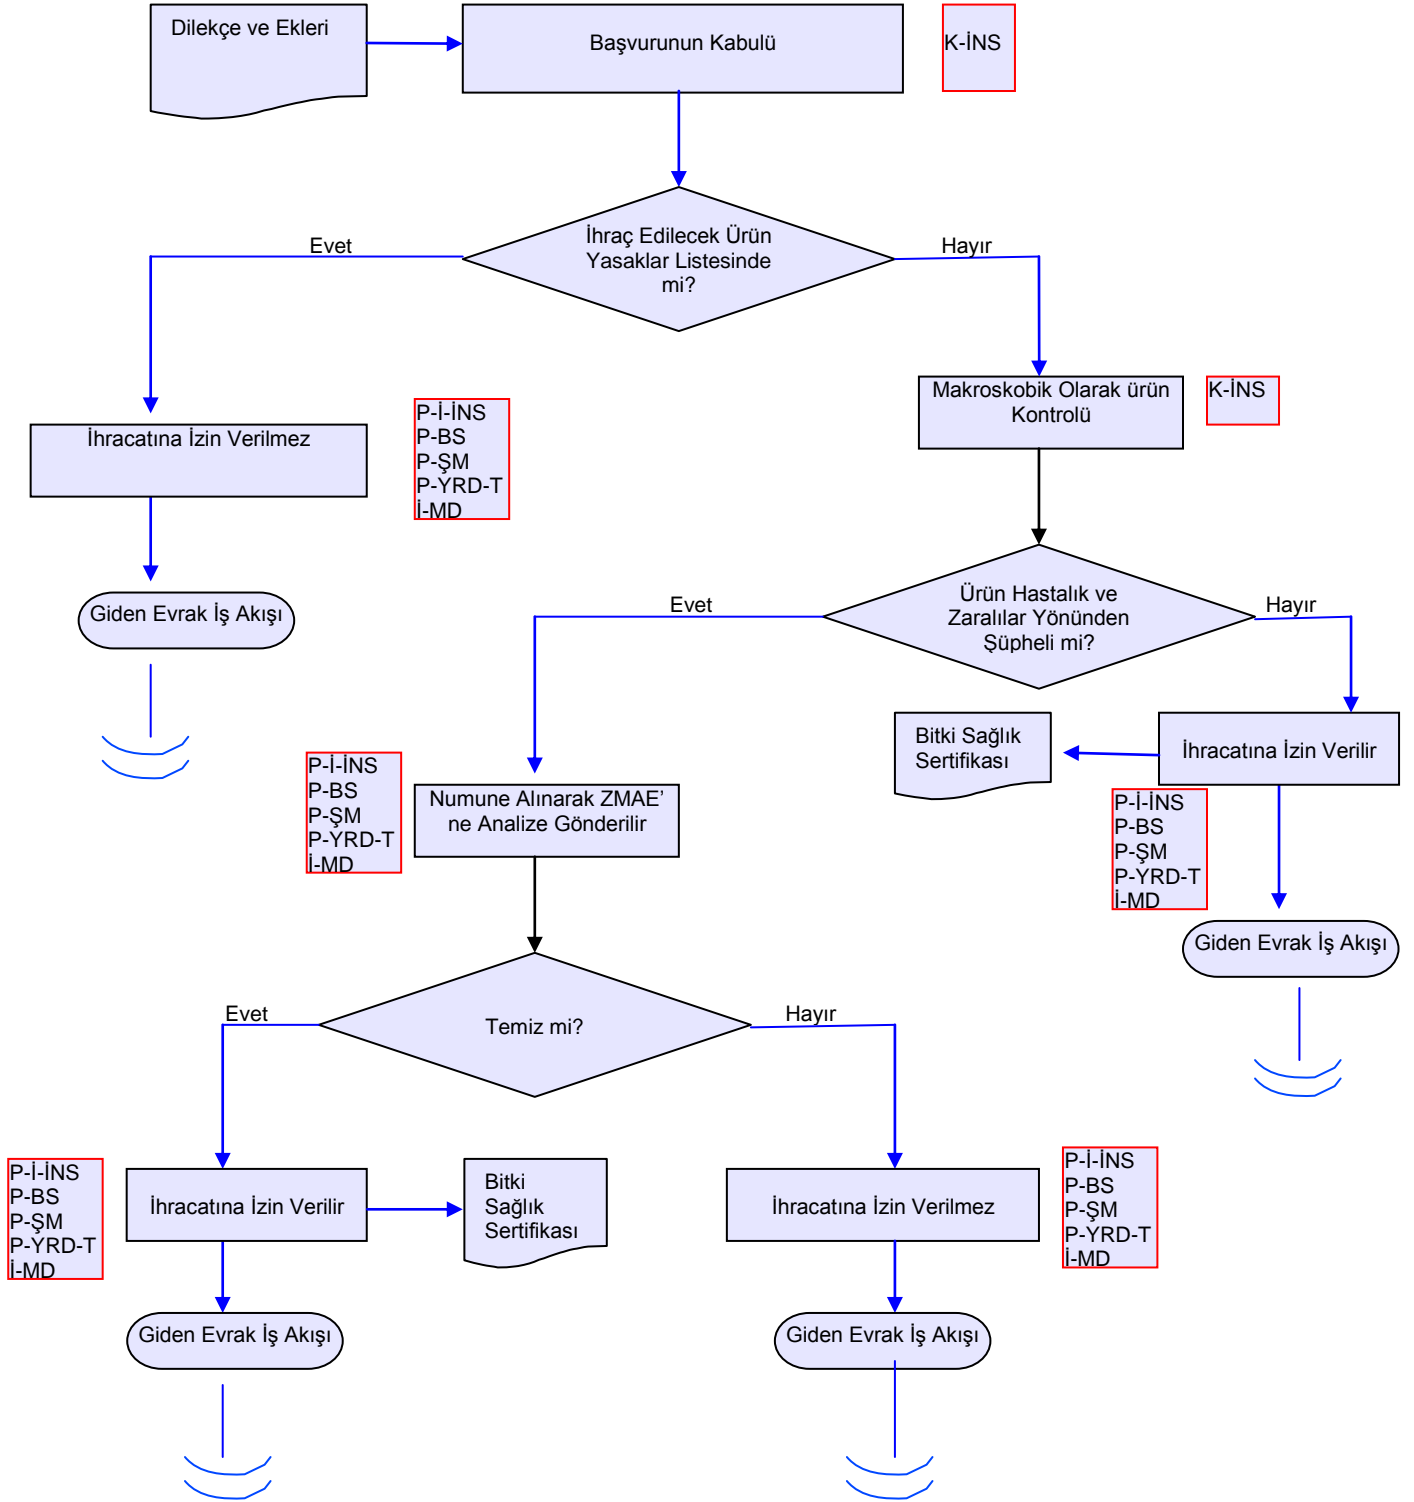 Dilekçe ve Ekleri
Başvurunun Kabulü
K-İNS
İhraç Edilecek Ürün
Yasaklar Listesinde
mi?
Evet
Hayır
Makroskobik Olarak ürün
Kontrolü
K-İNS
İhracatına İzin Verilmez
P-İ-İNS
P-BS
P-ŞM
P-YRD-T
İ-MD
Giden Evrak İş Akışı
Ürün Hastalık ve
Zaralılar Yönünden
Şüpheli mi?
Evet
Hayır
Bitki Sağlık
Sertifikası
İhracatına İzin Verilir
P-İ-İNS
P-BS
P-ŞM
P-YRD-T
İ-MD
Numune Alınarak ZMAE’
ne Analize Gönderilir
P-İ-İNS
P-BS
P-ŞM
P-YRD-T
İ-MD
Giden Evrak İş Akışı
Temiz mi?
Evet
Hayır
P-İ-İNS
P-BS
P-ŞM
P-YRD-T
İ-MD
İhracatına İzin Verilir
Bitki
Sağlık
Sertifikası
İhracatına İzin Verilmez
P-İ-İNS
P-BS
P-ŞM
P-YRD-T
İ-MD
Giden Evrak İş Akışı
Giden Evrak İş Akışı